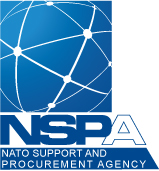 NSPA
NATO SUPPORT AND
PROCUREMENT AGENCY